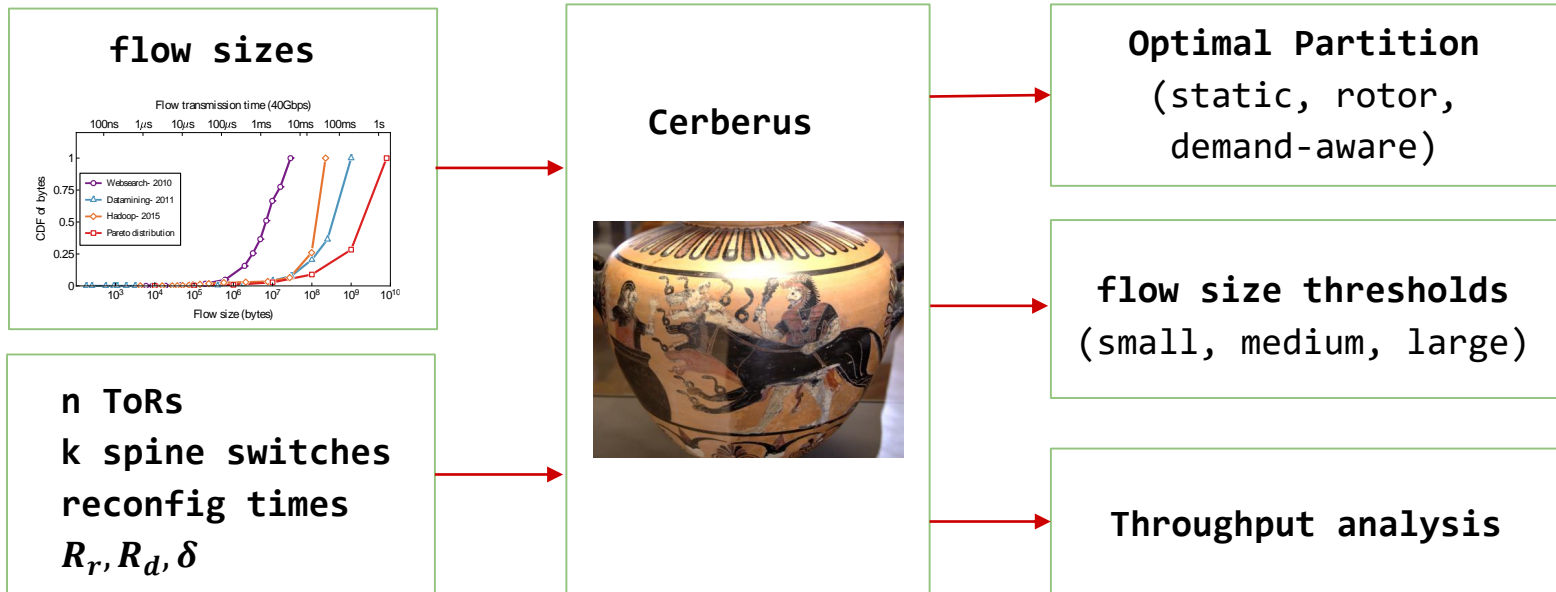 flow sizes
Flow transmission time (40Gbps)
100ns 1μs 10μs 100μs 1ms 10ms 100ms 1s
CDF of bytes
1
0.75
0.5
0.25
0
Websearch- 2010
Datamining- 2011
Hadoop- 2015
Pareto distribution
10³ 10⁴ 10⁵ 10⁶ 10⁷ 10⁸ 10⁹ 10¹⁰
Flow size (bytes)
n ToRs
k spine switches
reconfig times
R_r, R_d, δ
Cerberus
Optimal Partition
(static, rotor,
demand-aware)
flow size thresholds
(small, medium, large)
Throughput analysis